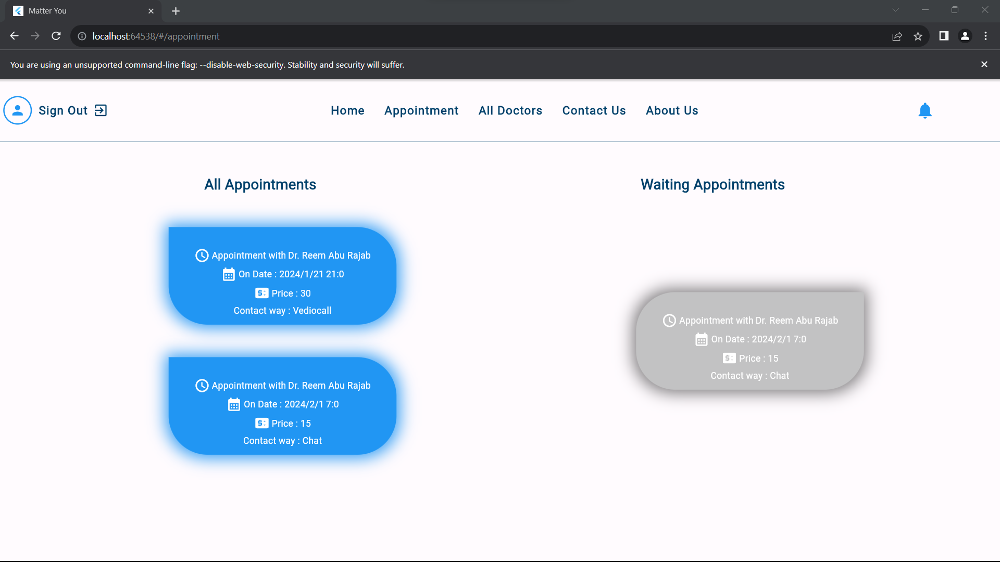 Matter You
localhost:64538/#/appointment
You are using an unsupported command-line flag: --disable-web-security. Stability and security will suffer.
Sign Out
Home Appointment All Doctors Contact Us About Us
All Appointments
Appointment with Dr. Reem Abu Rajab
On Date : 2024/1/21 21:0
Price : 30
Contact way : Vediocall
Appointment with Dr. Reem Abu Rajab
On Date : 2024/2/1 7:0
Price : 15
Contact way : Chat
Waiting Appointments
Appointment with Dr. Reem Abu Rajab
On Date : 2024/2/1 7:0
Price : 15
Contact way : Chat